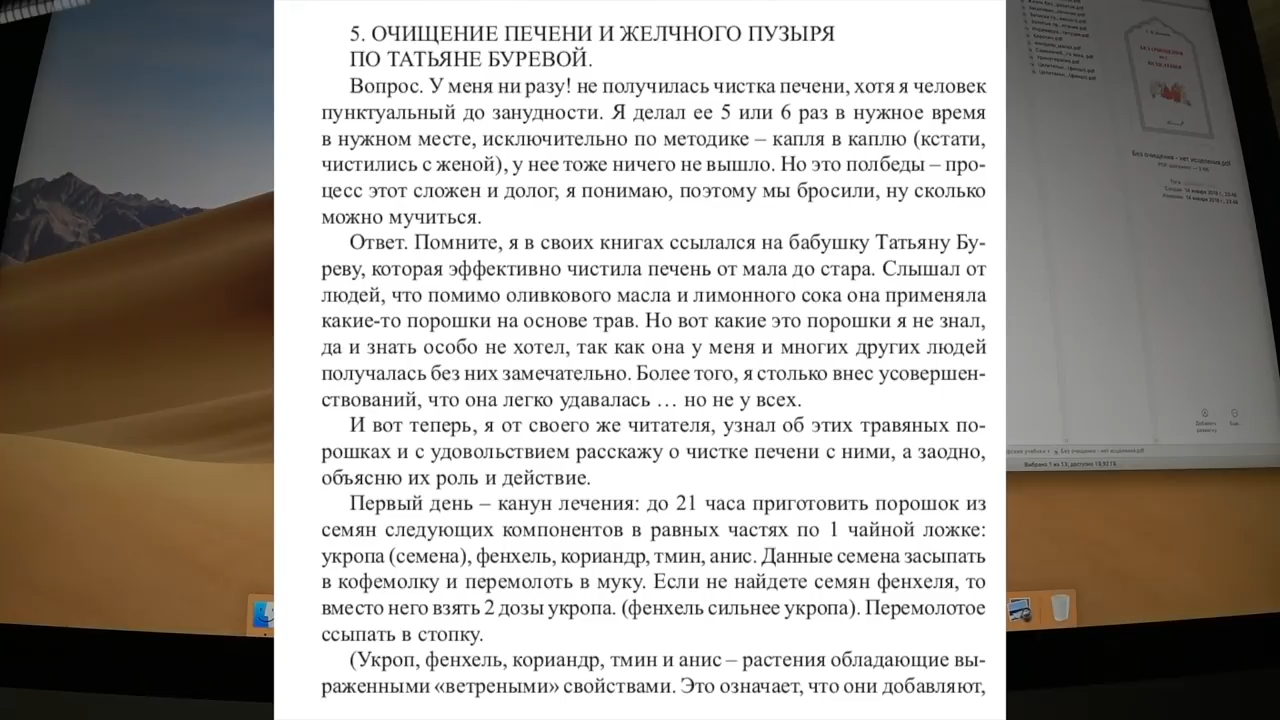 5. ОЧИЩЕНИЕ ПЕЧЕНИ И ЖЕЛЧНОГО ПУЗЫРЯ
ПО ТАТЬЯНЕ БУРЕВОЙ.
Вопрос. У меня ни разу! не получилась чистка печени, хотя я человек
пунктуальный до занудности. Я делал ее 5 или 6 раз в нужное время
в нужном месте, исключительно по методике – капля в каплю (кстати,
чистились с женой), у нее тоже ничего не вышло. Но это полбеды – про-
цесс этот сложен и долог, я понимаю, поэтому мы бросили, ну сколько
можно мучиться.
Ответ. Помните, я в своих книгах ссылался на бабушку Татьяну Бу-
реву, которая эффективно чистила печень от мала до стара. Слышал от
людей, что помимо оливкового масла и лимонного сока она применяла
какие-то порошки на основе трав. Но вот какие это порошки я не знал,
да и знать особо не хотел, так как она у меня и многих других людей
получалась без них замечательно. Более того, я столько внес усовершен-
ствований, что она легко удавалась … но не у всех.
И вот теперь, я от своего же читателя, узнал об этих травяных по-
рошках и с удовольствием расскажу о чистке печени с ними, а заодно,
объясню их роль и действие.
Первый день – канун лечения: до 21 часа приготовить порошок из
семян следующих компонентов в равных частях по 1 чайной ложке:
укропа (семена), фенхель, кориандр, тмин, анис. Данные семена засыпать
в кофемолку и перемолоть в муку. Если не найдете семян фенхеля, то
вместо него взять 2 дозы укропа. (фенхель сильнее укропа). Перемолотое
ссыпать в стопку.
(Укроп, фенхель, кориандр, тмин и анис – растения обладающие вы-
раженными «ветреными» свойствами. Это означает, что они добавляют,
Без очищения - нет исцеления.pdf